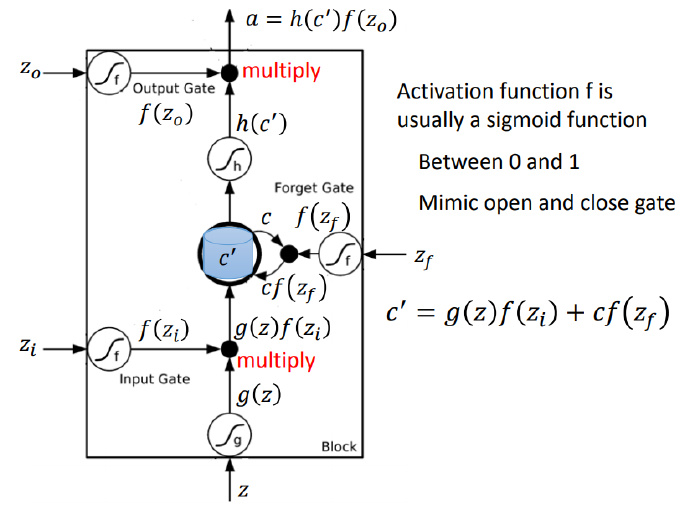 a = h(c′)f(z_o)
z_o
f
multiply
Output Gate
f(z_o)
h(c′)
h
Forget Gate
c
f(z_f)
c′
f
z_f
cf(z_f)
z_i
f
f(z_i)
g(z)f(z_i)
multiply
Input Gate
g(z)
g
Block
z
Activation function f is
usually a sigmoid function
Between 0 and 1
Mimic open and close gate
c′ = g(z)f(z_i) + cf(z_f)